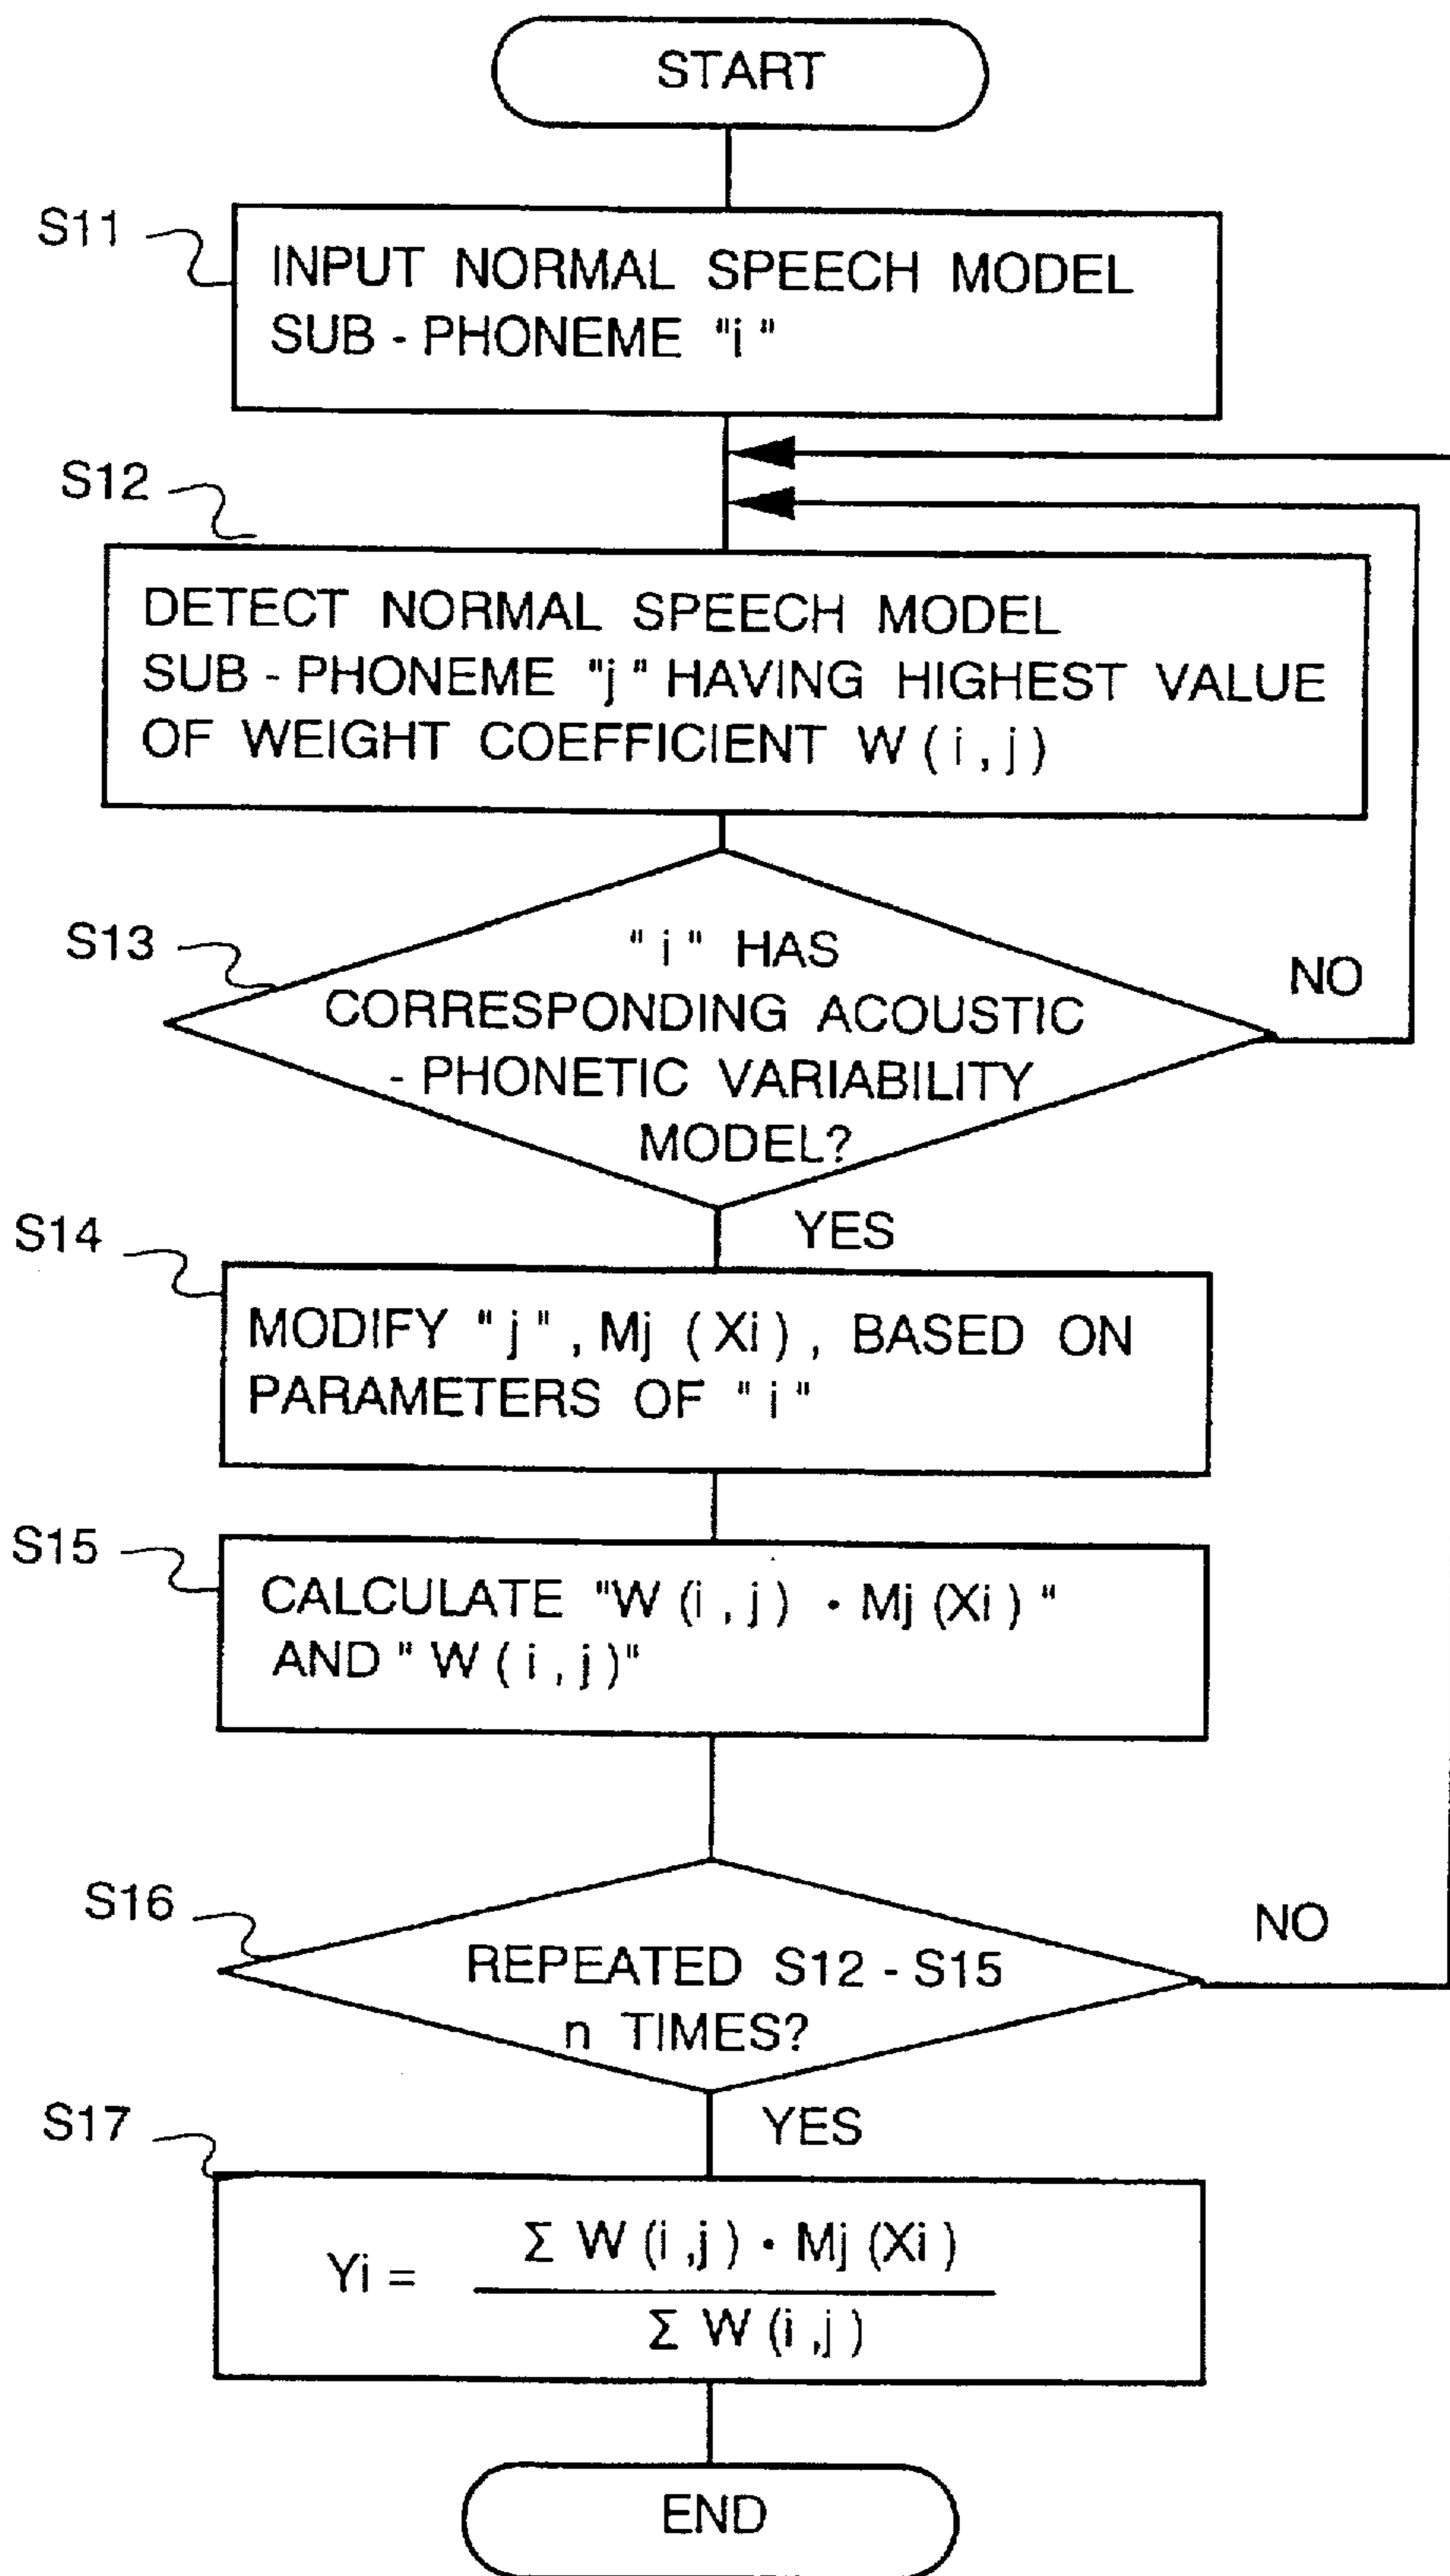 START
S11
INPUT NORMAL SPEECH MODEL
SUB - PHONEME "i"
S12
DETECT NORMAL SPEECH MODEL
SUB - PHONEME "j" HAVING HIGHEST VALUE
OF WEIGHT COEFFICIENT W ( i , j )
S13
"i" HAS
CORRESPONDING ACOUSTIC
- PHONETIC VARIABILITY
MODEL?
NO
YES
S14
MODIFY "j" , Mj ( Xi ) , BASED ON
PARAMETERS OF "i"
S15
CALCULATE "W ( i , j ) · Mj (Xi) "
AND " W ( i , j )"
S16
REPEATED S12 - S15
n TIMES?
NO
YES
S17
Yi = Σ W (i ,j ) · Mj (Xi )
Σ W (i ,j )
END